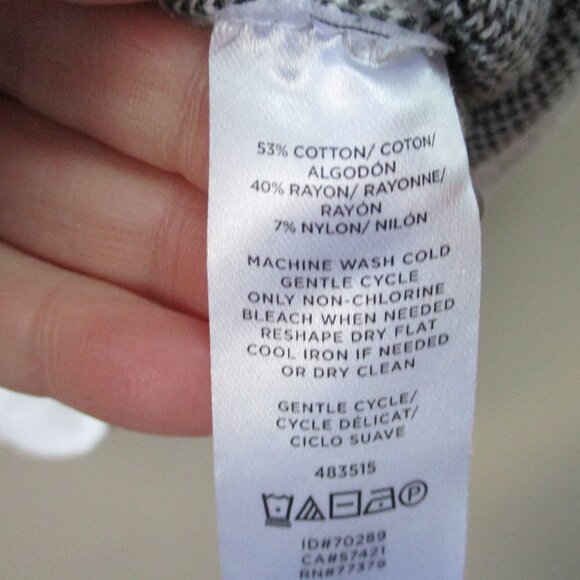 53% COTTON/ COTON/
ALGODÓN
40% RAYON/ RAYONNE/
RAYÓN
7% NYLON/ NILÓN
MACHINE WASH COLD
GENTLE CYCLE
ONLY NON-CHLORINE
BLEACH WHEN NEEDED
RESHAPE DRY FLAT
COOL IRON IF NEEDED
OR DRY CLEAN
GENTLE CYCLE/
CYCLE DÉLICAT/
CICLO SUAVE
483515
P
ID#70289
CA#57421
RN#77379